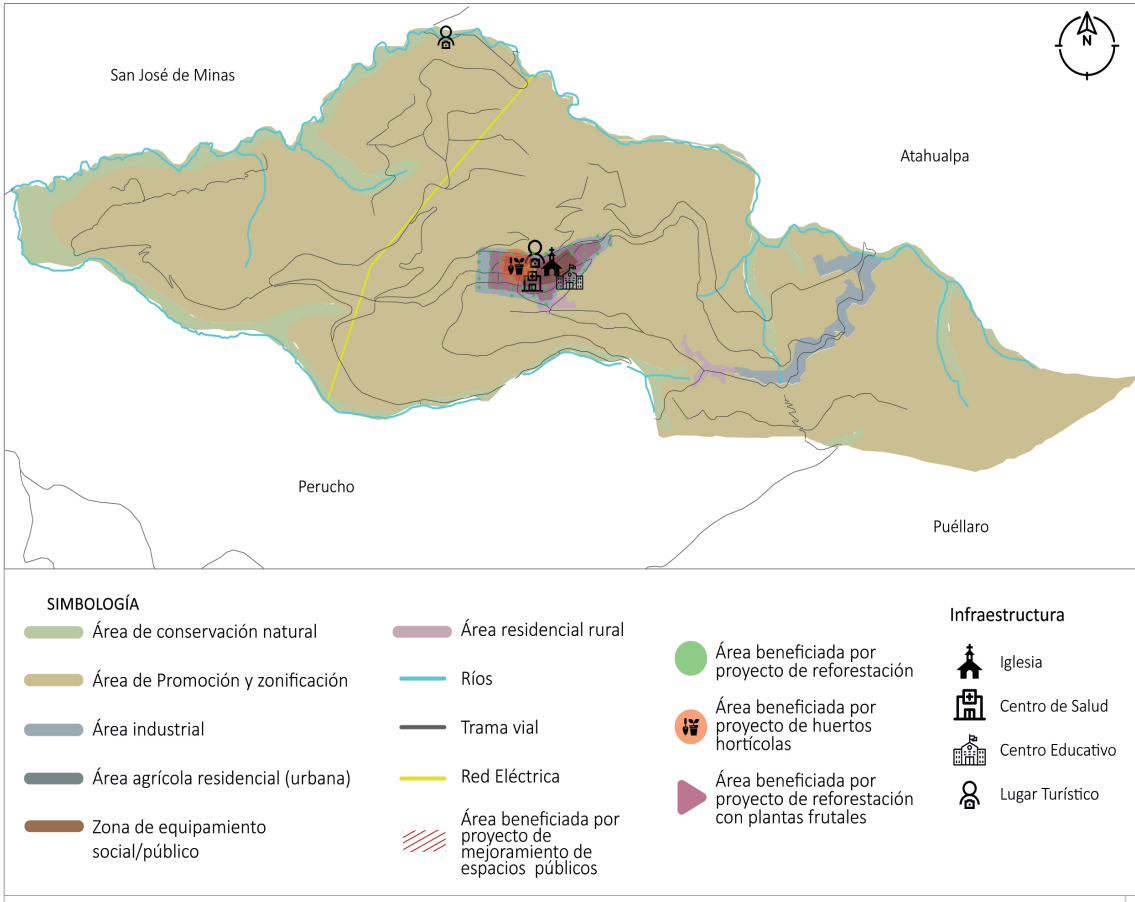 N
San José de Minas
Atahualpa
Perucho
Puéllaro
SIMBOLOGÍA
Área de conservación natural
Área de Promoción y zonificación
Área industrial
Área agrícola residencial (urbana)
Zona de equipamiento
social/público
Área residencial rural
Ríos
Trama vial
Red Eléctrica
Área beneficiada por
proyecto de
mejoramiento de
espacios públicos
Área beneficiada por
proyecto de reforestación
Área beneficiada por
proyecto de huertos
hortícolas
Área beneficiada por
proyecto de reforestación
con plantas frutales
Infraestructura
Iglesia
Centro de Salud
Centro Educativo
Lugar Turístico